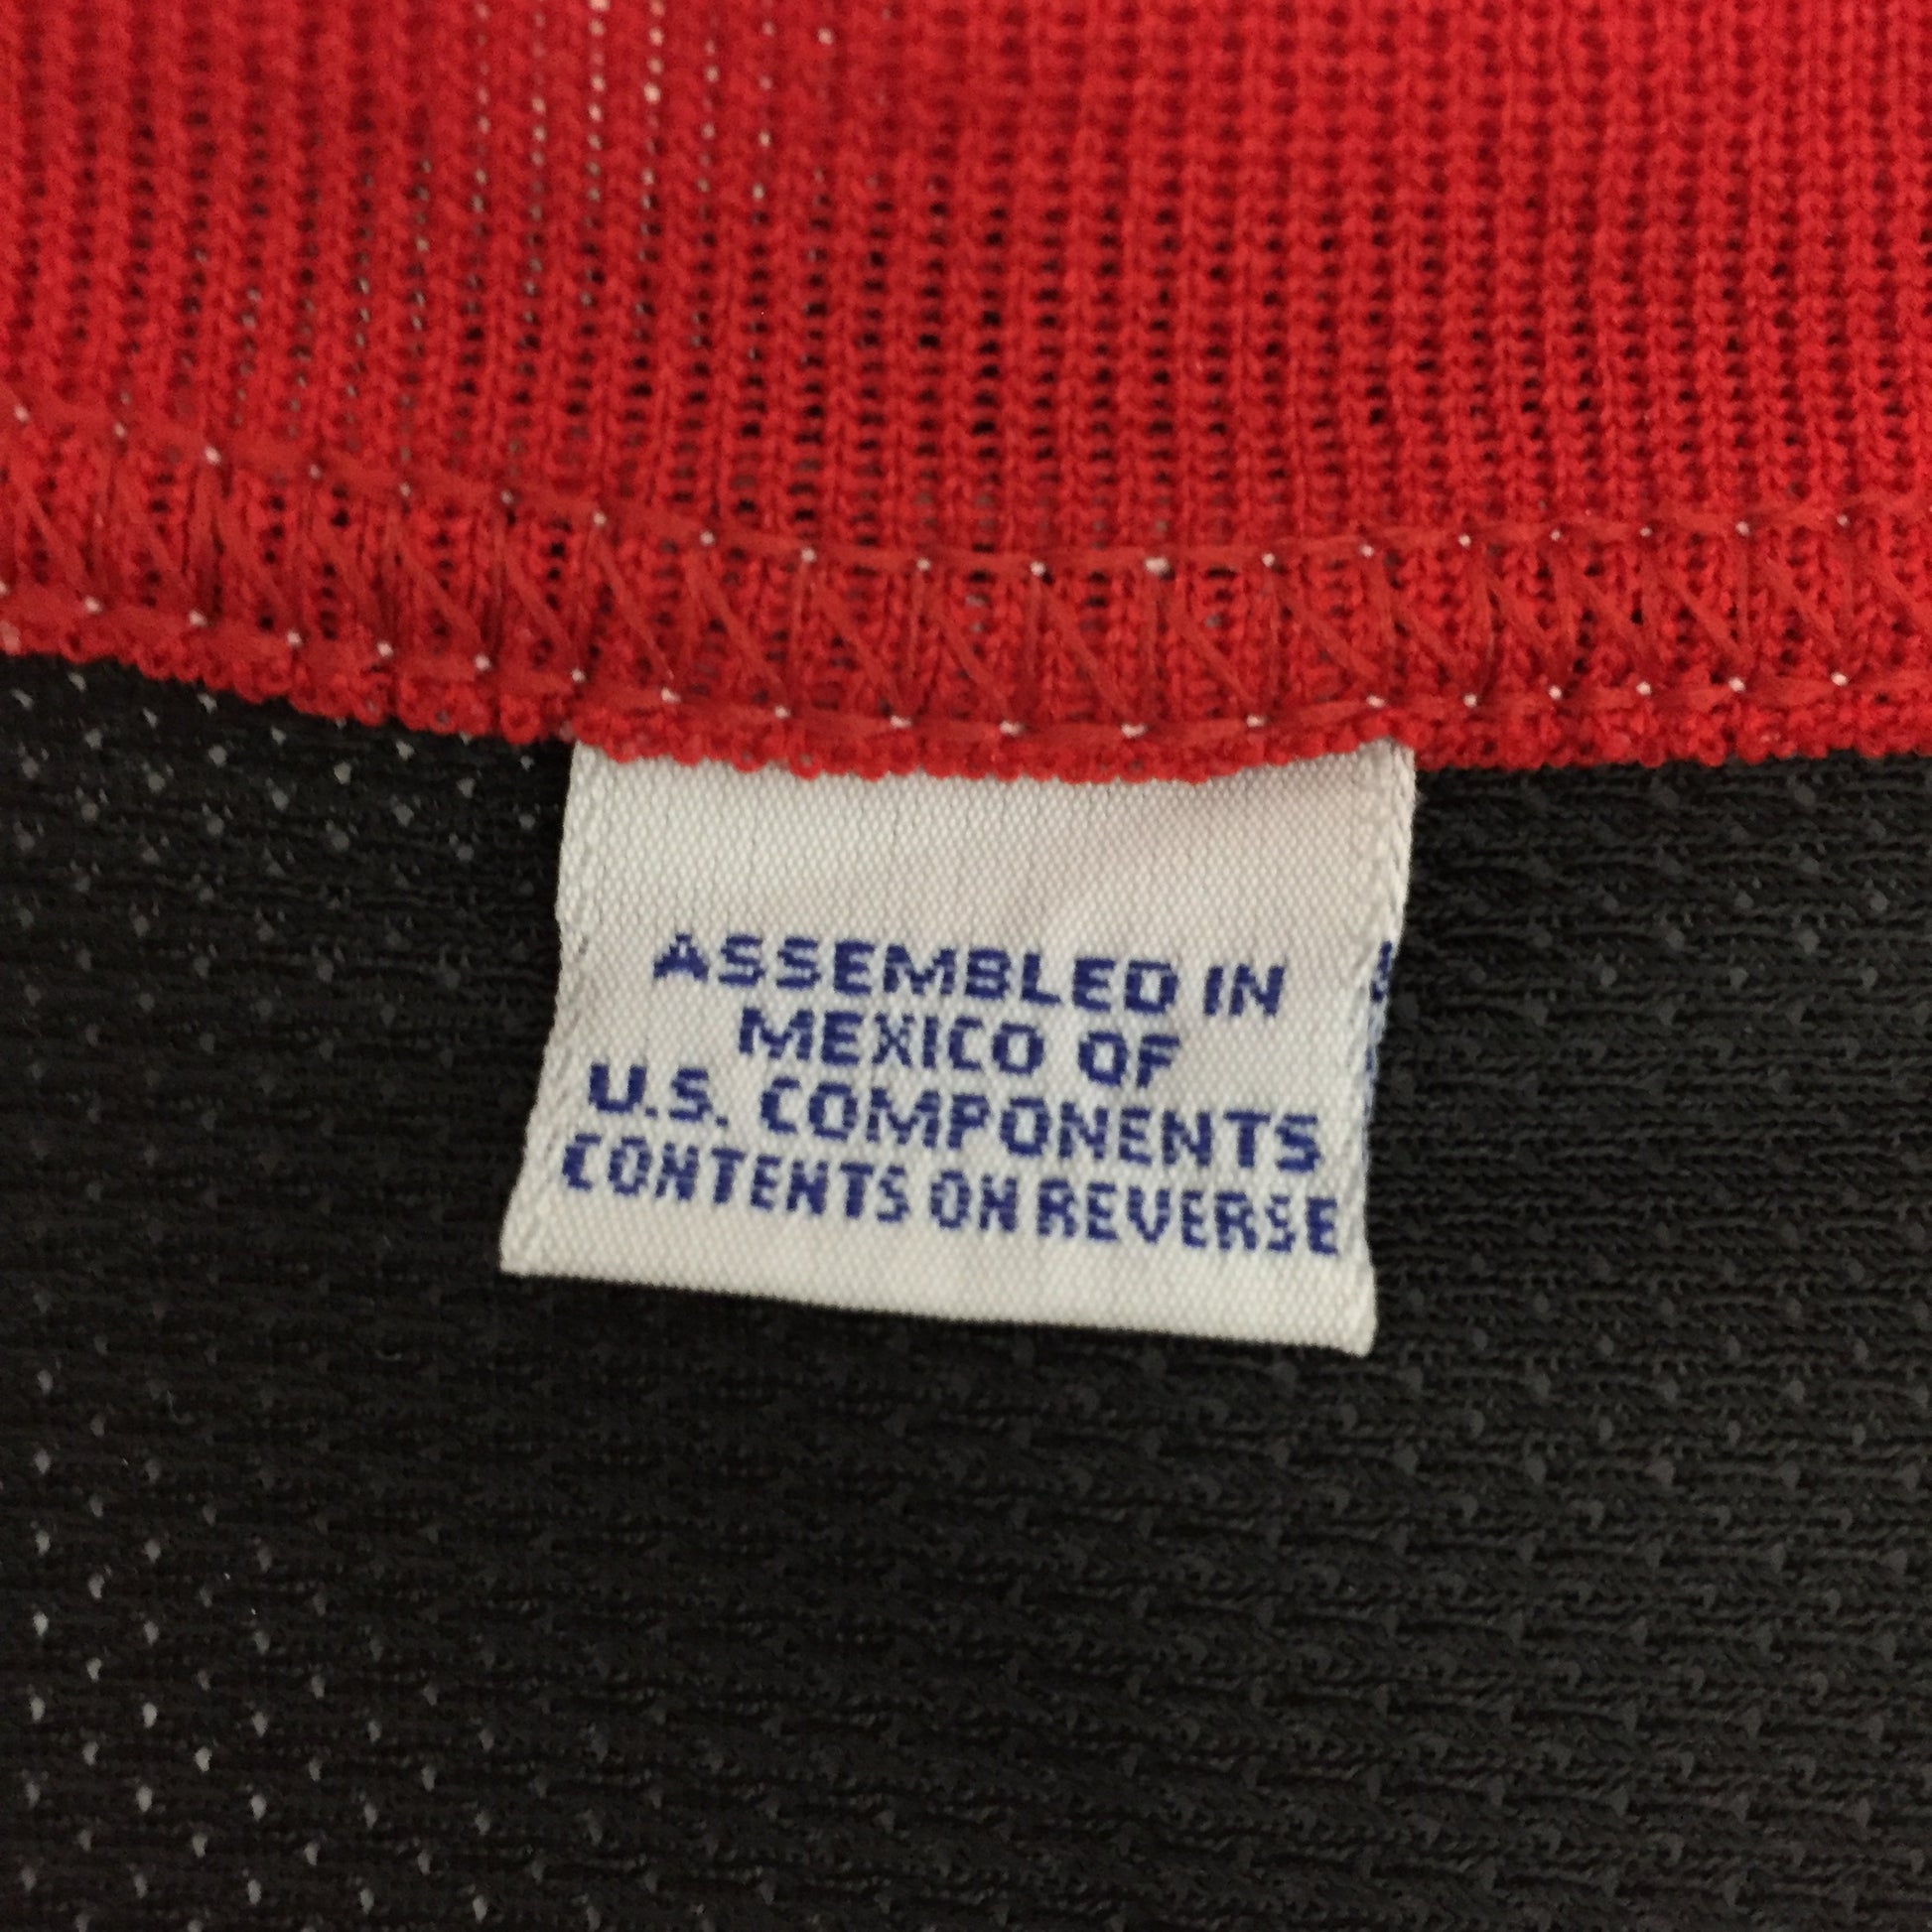 ASSEMBLED IN
MEXICO OF
U.S. COMPONENTS
CONTENTS ON REVERSE